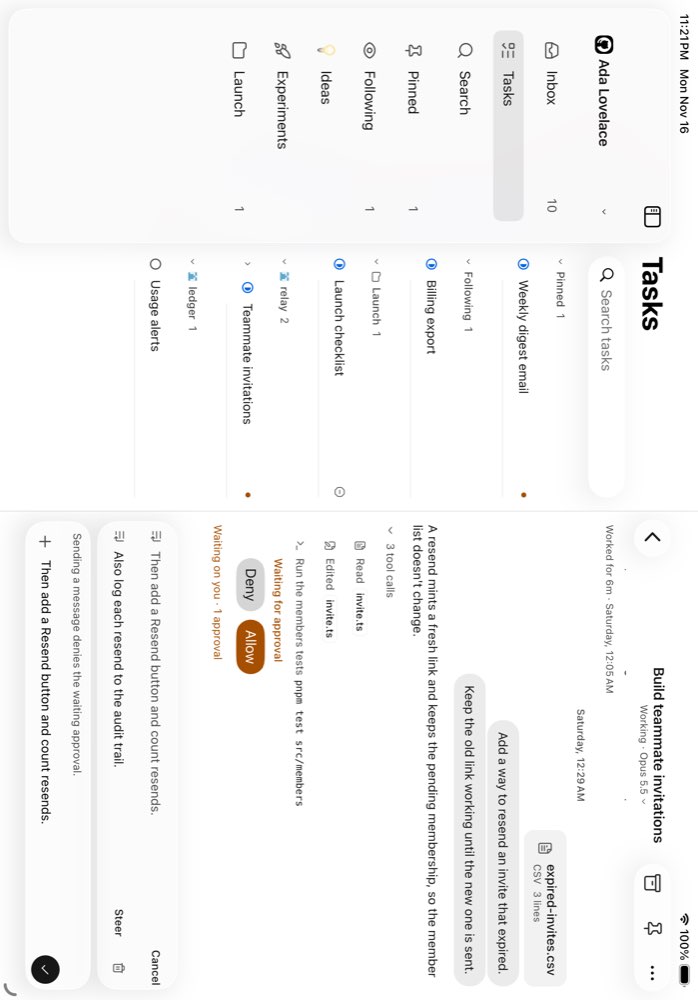 11:21 PM Mon Nov 16
100%
Ada Lovelace
Inbox 10
Tasks
Search
Pinned 1
Following 1
Ideas
Experiments
Launch 1
Tasks
Search tasks
Pinned 1
Weekly digest email
Following 1
Billing export
Launch 1
Launch checklist
relay 2
Teammate invitations
ledger 1
Usage alerts
Build teammate invitations
Working · Opus 5.5
Worked for 6m · Saturday, 12:05 AM
Saturday, 12:29 AM
expired-invites.csv
CSV 3 lines
Add a way to resend an invite that expired.
Keep the old link working until the new one is sent.
A resend mints a fresh link and keeps the pending membership, so the member
list doesn't change.
3 tool calls
Read invite.ts
Edited invite.ts
Run the members tests pnpm test src/members
Waiting for approval
Deny Allow
Waiting on you · 1 approval
Then add a Resend button and count resends. Cancel
Also log each resend to the audit trail. Steer
Sending a message denies the waiting approval.
Then add a Resend button and count resends.